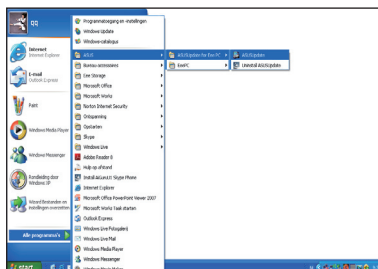 qq
Internet
Internet Explorer
E-mail
Outlook Express
Paint
Windows Media Player
Windows Messenger
Rondleiding door
Windows XP
Wizard Bestanden en
instellingen overzetten
Alle programma's
start
Programmatoegang en -instellingen
Windows Update
Windows-catalogus
ASUS
Bureau-accessoires
Eee Storage
Microsoft Office
Microsoft Works
Norton Internet Security
Ontspanning
Opstarten
Skype
Windows Live
Adobe Reader 8
Hulp op afstand
Internet Explorer
Microsoft Office PowerPoint Viewer 2007
Microsoft Works Taak starten
Outlook Express
Windows Live Fotogalerij
Windows Live Mail
Windows Media Player
Windows Messenger
ASUSUpdate for Eee PC
EeePC
ASUSUpdate
Uninstall ASUSUpdate